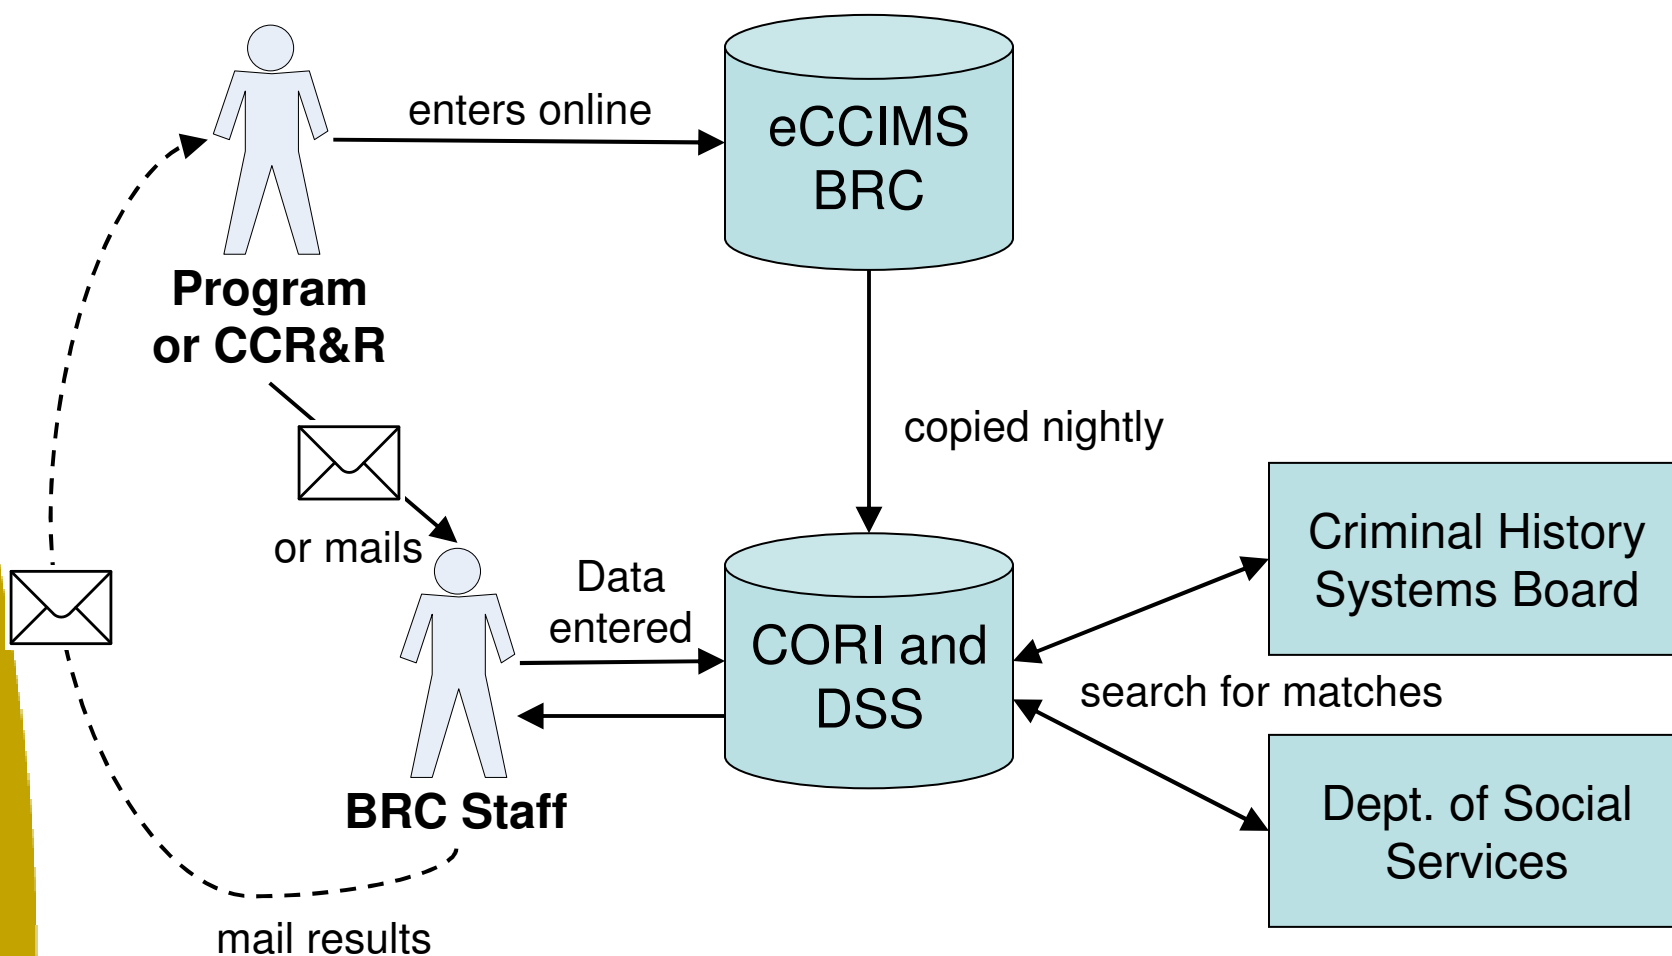 enters online
eCCIMS
BRC
Program
or CCR&R
copied nightly
or mails
Data
entered
CORI and
DSS
Criminal History
Systems Board
search for matches
Dept. of Social
Services
BRC Staff
mail results